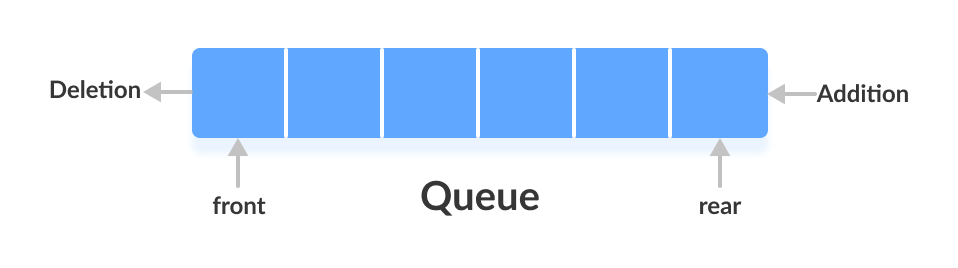 Deletion
Addition
front
Queue
rear